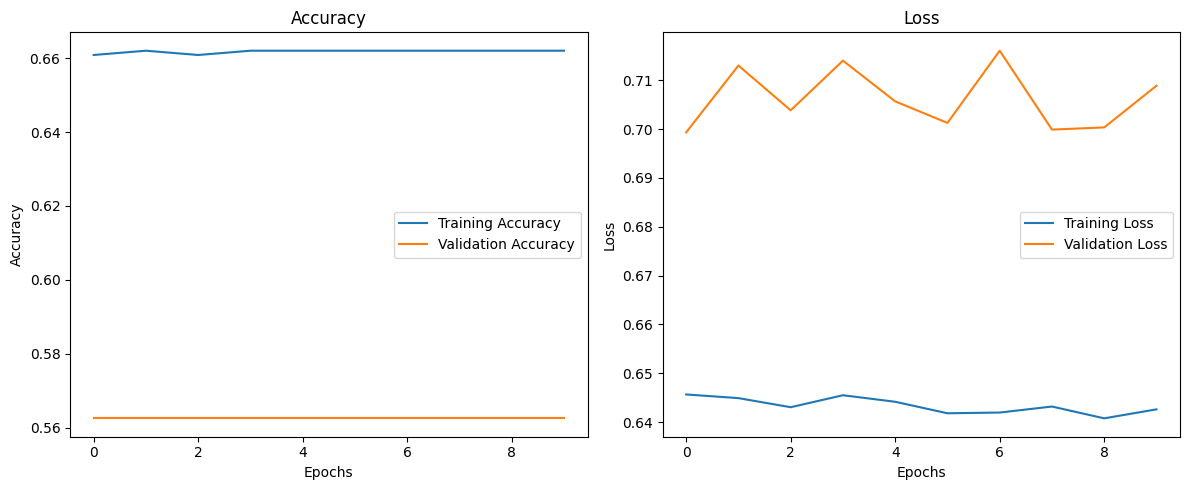 Accuracy
0.66
0.64
0.62
0.60
0.58
0.56
Accuracy
Training Accuracy
Validation Accuracy
0 2 4 6 8
Epochs
Loss
0.71
0.70
0.69
0.68
0.67
0.66
0.65
0.64
Loss
Training Loss
Validation Loss
0 2 4 6 8
Epochs